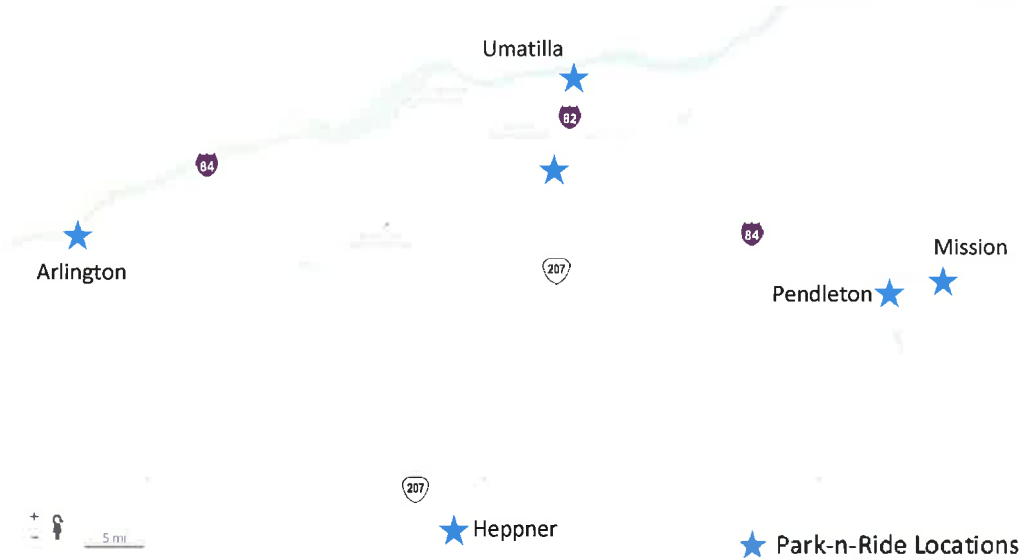 Umatilla
82
84
84
Mission
Arlington
207
Pendleton
207
Heppner
+
-
5 mi
Park-n-Ride Locations